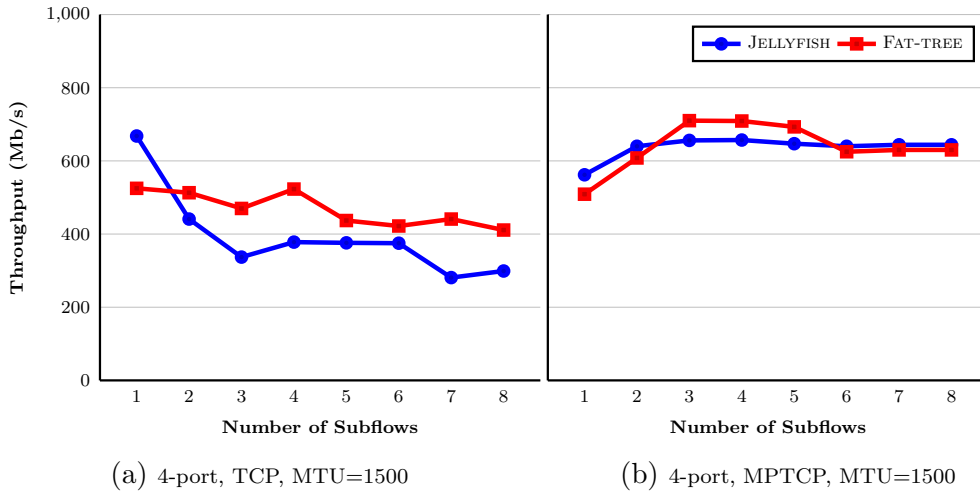 1,000
800
600
400
200
0
Throughput (Mb/s)
1 2 3 4 5 6 7 8
Number of Subflows
(a) 4-port, TCP, MTU=1500
JELLYFISH FAT-TREE
1 2 3 4 5 6 7 8
Number of Subflows
(b) 4-port, MPTCP, MTU=1500